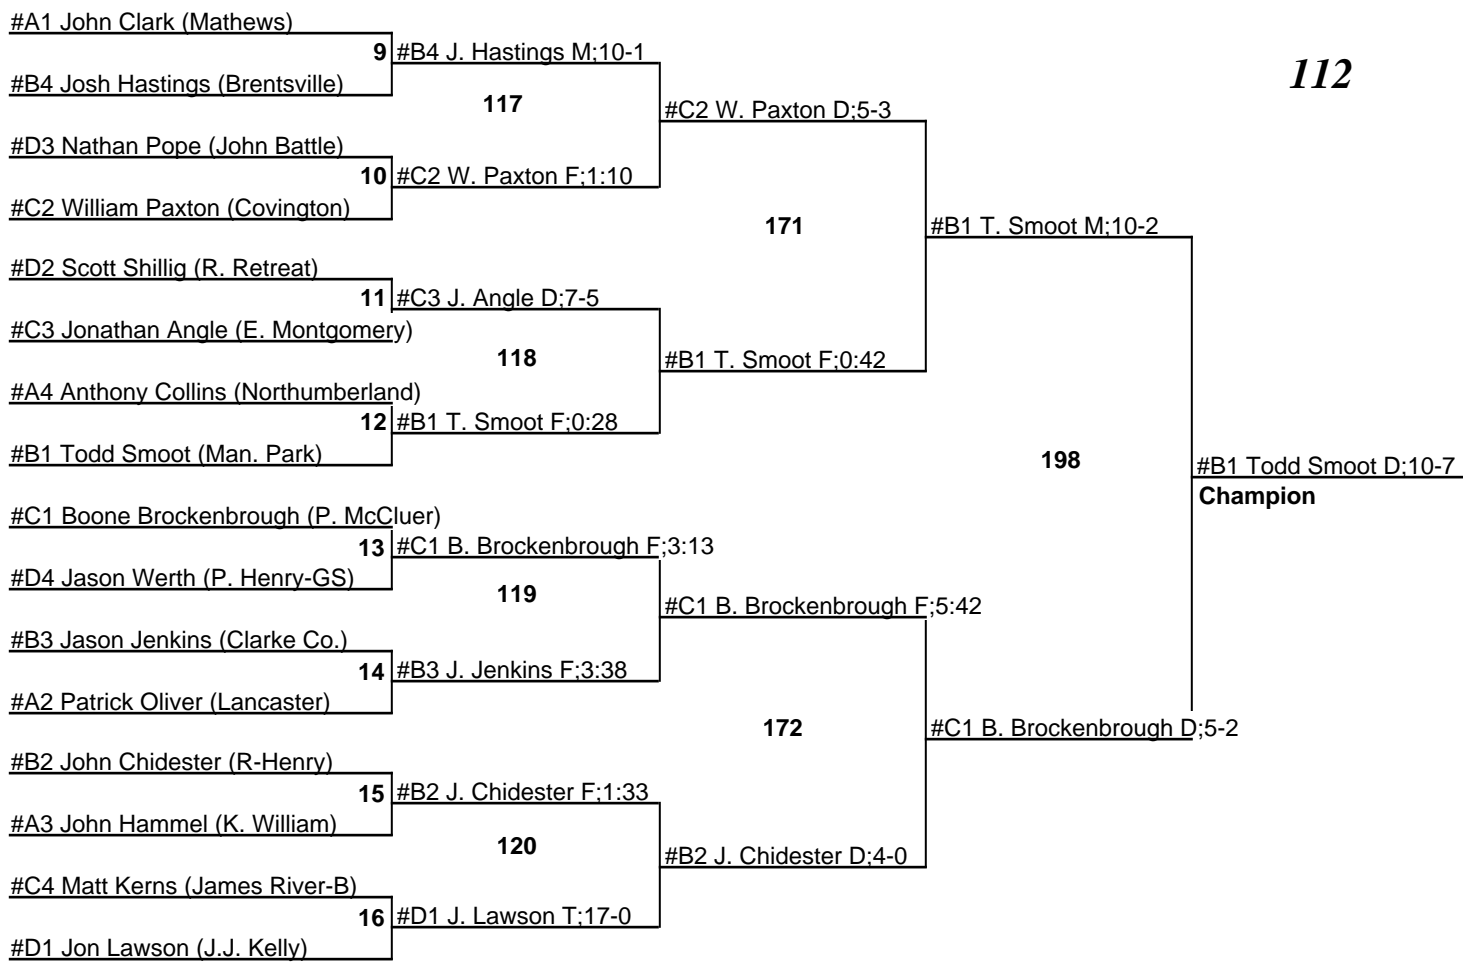 #A1 John Clark (Mathews)
9 #B4 J. Hastings M;10-1
112
#B4 Josh Hastings (Brentsville)
117
#C2 W. Paxton D;5-3
#D3 Nathan Pope (John Battle)
10 #C2 W. Paxton F;1:10
#C2 William Paxton (Covington)
171
#B1 T. Smoot M;10-2
#D2 Scott Shillig (R. Retreat)
11 #C3 J. Angle D;7-5
#C3 Jonathan Angle (E. Montgomery)
118
#B1 T. Smoot F;0:42
#A4 Anthony Collins (Northumberland)
12 #B1 T. Smoot F;0:28
#B1 Todd Smoot (Man. Park)
198
#B1 Todd Smoot D;10-7
Champion
#C1 Boone Brockenbrough (P. McCluer)
13 #C1 B. Brockenbrough F;3:13
#D4 Jason Werth (P. Henry-GS)
119
#C1 B. Brockenbrough F;5:42
#B3 Jason Jenkins (Clarke Co.)
14 #B3 J. Jenkins F;3:38
#A2 Patrick Oliver (Lancaster)
172
#C1 B. Brockenbrough D;5-2
#B2 John Chidester (R-Henry)
15 #B2 J. Chidester F;1:33
#A3 John Hammel (K. William)
120
#B2 J. Chidester D;4-0
#C4 Matt Kerns (James River-B)
16 #D1 J. Lawson T;17-0
#D1 Jon Lawson (J.J. Kelly)